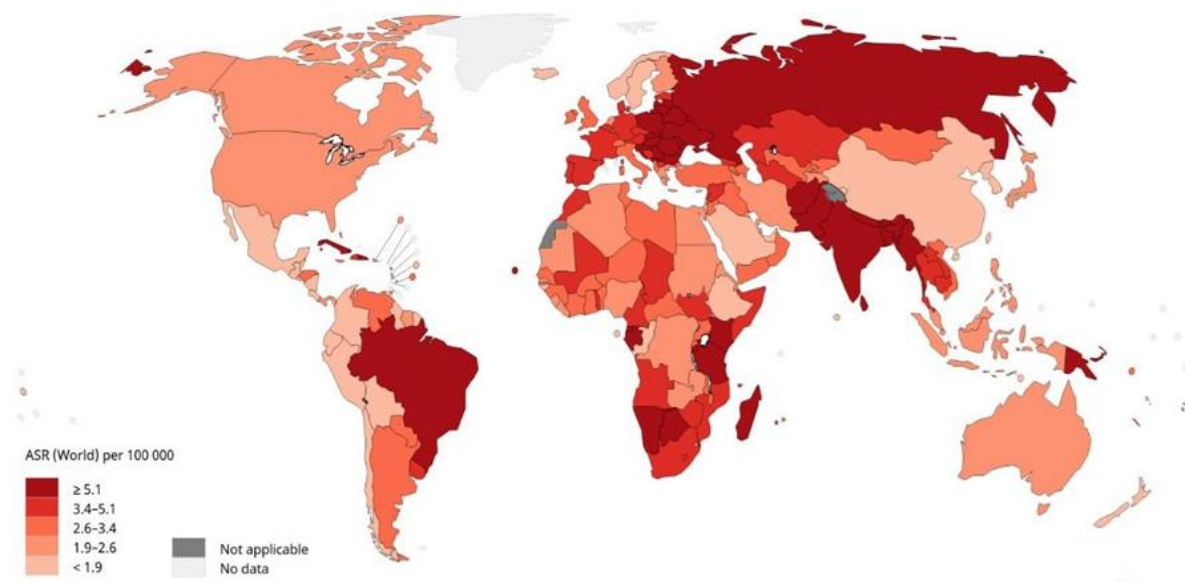 ASR (World) per 100 000
≥ 5.1
3.4–5.1
2.6–3.4
1.9–2.6
< 1.9
Not applicable
No data